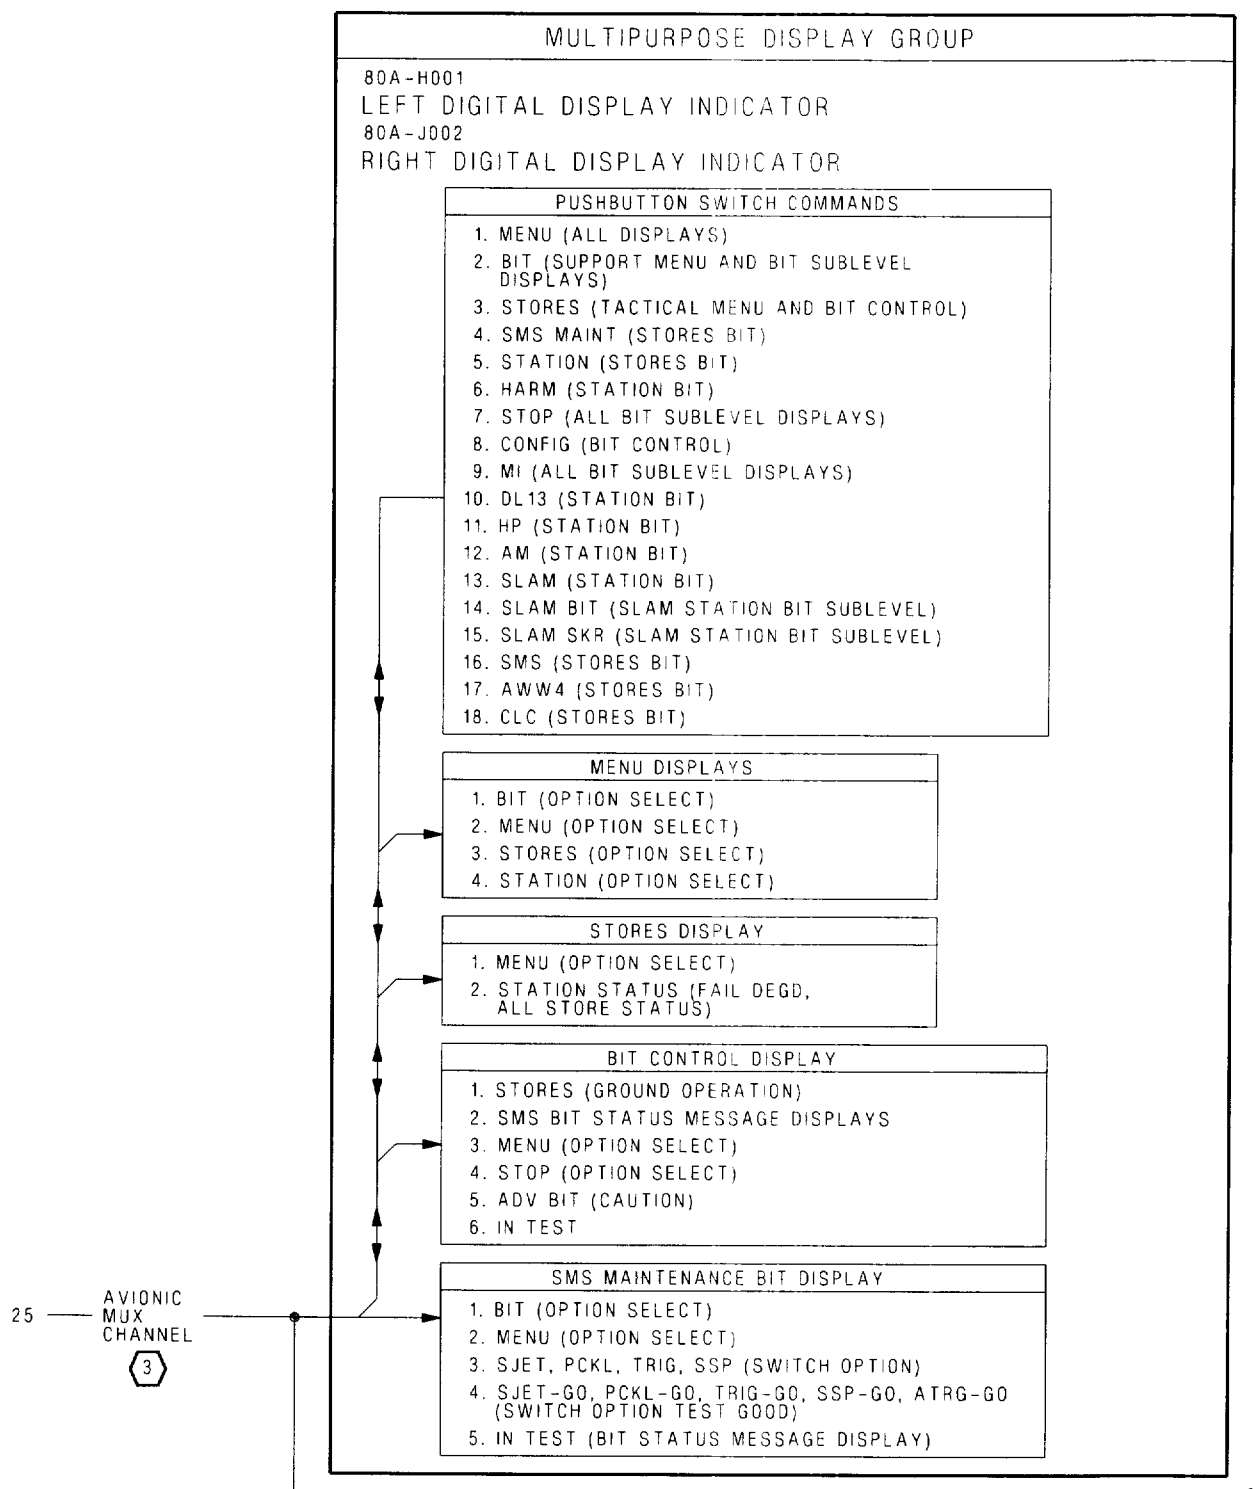 MULTIPURPOSE DISPLAY GROUP
80A-H001
LEFT DIGITAL DISPLAY INDICATOR
80A-J002
RIGHT DIGITAL DISPLAY INDICATOR
PUSHBUTTON SWITCH COMMANDS
1. MENU (ALL DISPLAYS)
2. BIT (SUPPORT MENU AND BIT SUBLEVEL
DISPLAYS)
3. STORES (TACTICAL MENU AND BIT CONTROL)
4. SMS MAINT (STORES BIT)
5. STATION (STORES BIT)
6. HARM (STATION BIT)
7. STOP (ALL BIT SUBLEVEL DISPLAYS)
8. CONFIG (BIT CONTROL)
9. MI (ALL BIT SUBLEVEL DISPLAYS)
10. DL13 (STATION BIT)
11. HP (STATION BIT)
12. AM (STATION BIT)
13. SLAM (STATION BIT)
14. SLAM BIT (SLAM STATION BIT SUBLEVEL)
15. SLAM SKR (SLAM STATION BIT SUBLEVEL)
16. SMS (STORES BIT)
17. AWW4 (STORES BIT)
18. CLC (STORES BIT)
MENU DISPLAYS
1. BIT (OPTION SELECT)
2. MENU (OPTION SELECT)
3. STORES (OPTION SELECT)
4. STATION (OPTION SELECT)
STORES DISPLAY
1. MENU (OPTION SELECT)
2. STATION STATUS (FAIL DEGD,
ALL STORE STATUS)
BIT CONTROL DISPLAY
1. STORES (GROUND OPERATION)
2. SMS BIT STATUS MESSAGE DISPLAYS
3. MENU (OPTION SELECT)
4. STOP (OPTION SELECT)
5. ADV BIT (CAUTION)
6. IN TEST
SMS MAINTENANCE BIT DISPLAY
1. BIT (OPTION SELECT)
2. MENU (OPTION SELECT)
3. SJET, PCKL, TRIG, SSP (SWITCH OPTION)
4. SJET-GO, PCKL-GO, TRIG-GO, SSP-GO, ATRG-GO
(SWITCH OPTION TEST GOOD)
5. IN TEST (BIT STATUS MESSAGE DISPLAY)
25
AVIONIC
MUX
CHANNEL
3